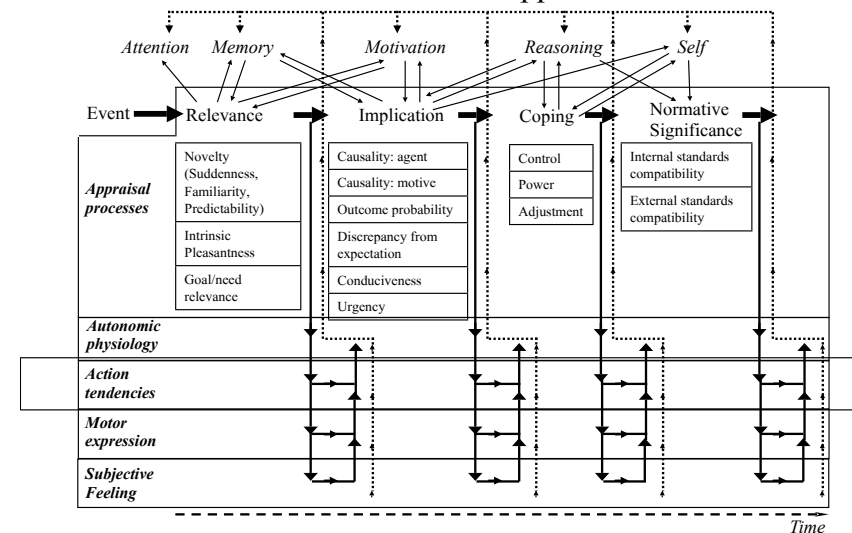 Attention Memory Motivation Reasoning Self
Event Relevance Implication Coping Normative
Significance
Appraisal
processes
Novelty
(Suddenness,
Familiarity,
Predictability)
Intrinsic
Pleasantness
Goal/need
relevance
Causality: agent
Causality: motive
Outcome probability
Discrepancy from
expectation
Conduciveness
Urgency
Control
Power
Adjustment
Internal standards
compatibility
External standards
compatibility
Autonomic
physiology
Action
tendencies
Motor
expression
Subjective
Feeling
Time